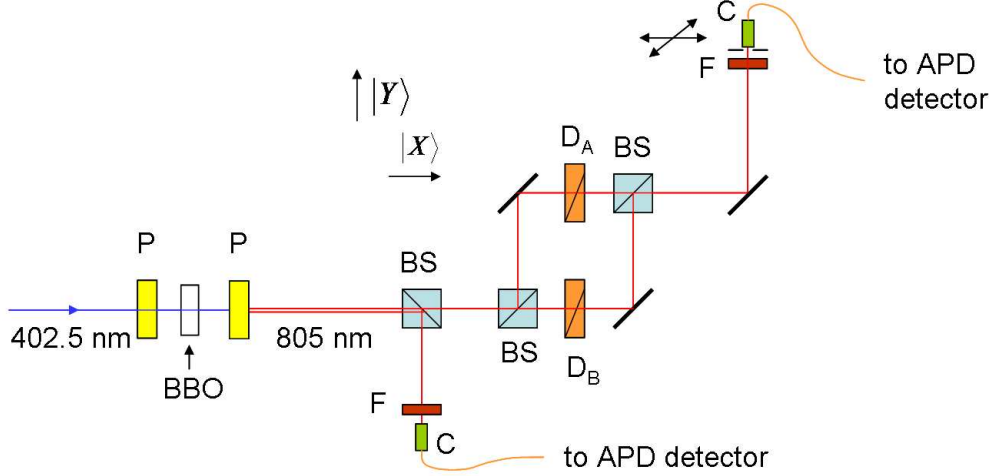 C
F
to APD
detector
|Y⟩
|X⟩
D_A
BS
P
P
BS
402.5 nm
805 nm
BS
D_B
BBO
F
C
to APD detector